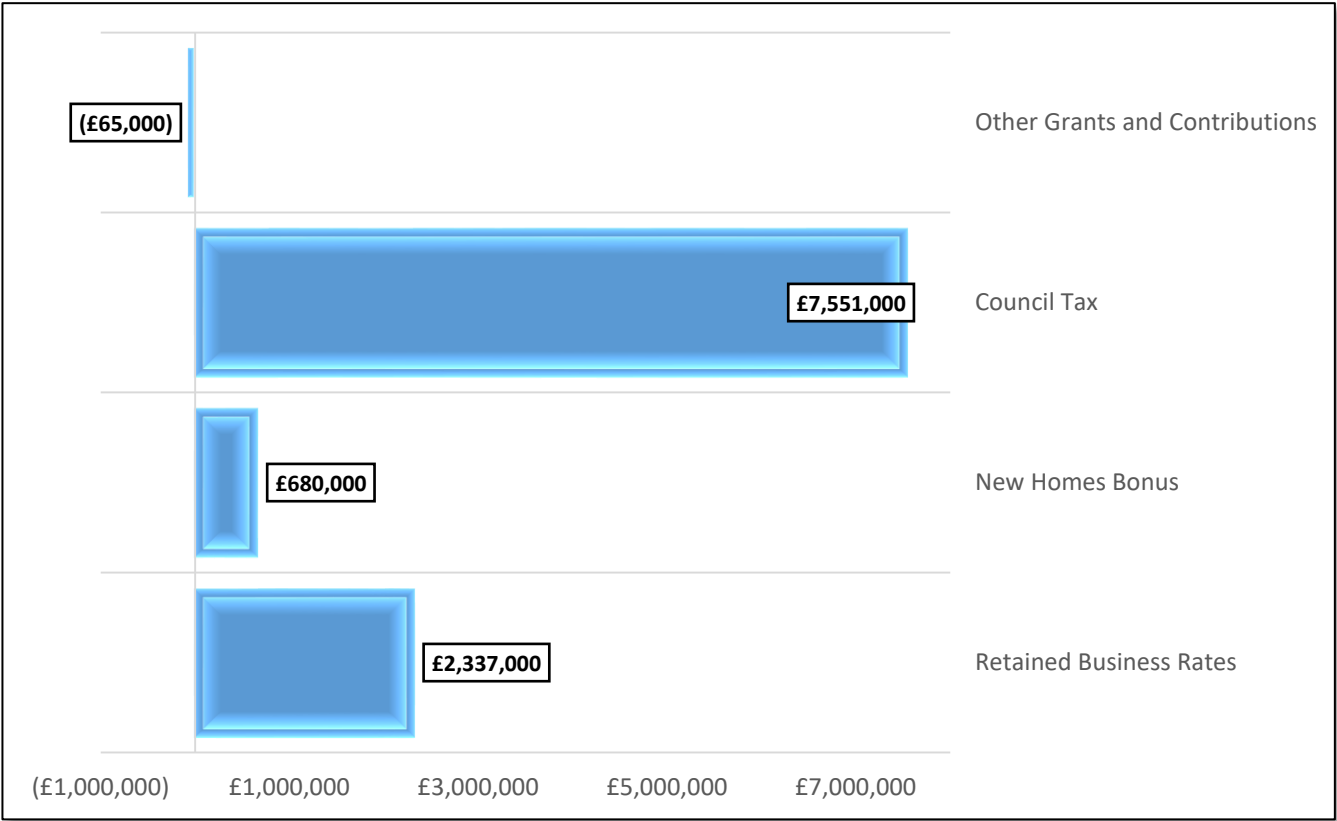 (£65,000) Other Grants and Contributions
£7,551,000 Council Tax
£680,000 New Homes Bonus
£2,337,000 Retained Business Rates
(£1,000,000) £1,000,000 £3,000,000 £5,000,000 £7,000,000